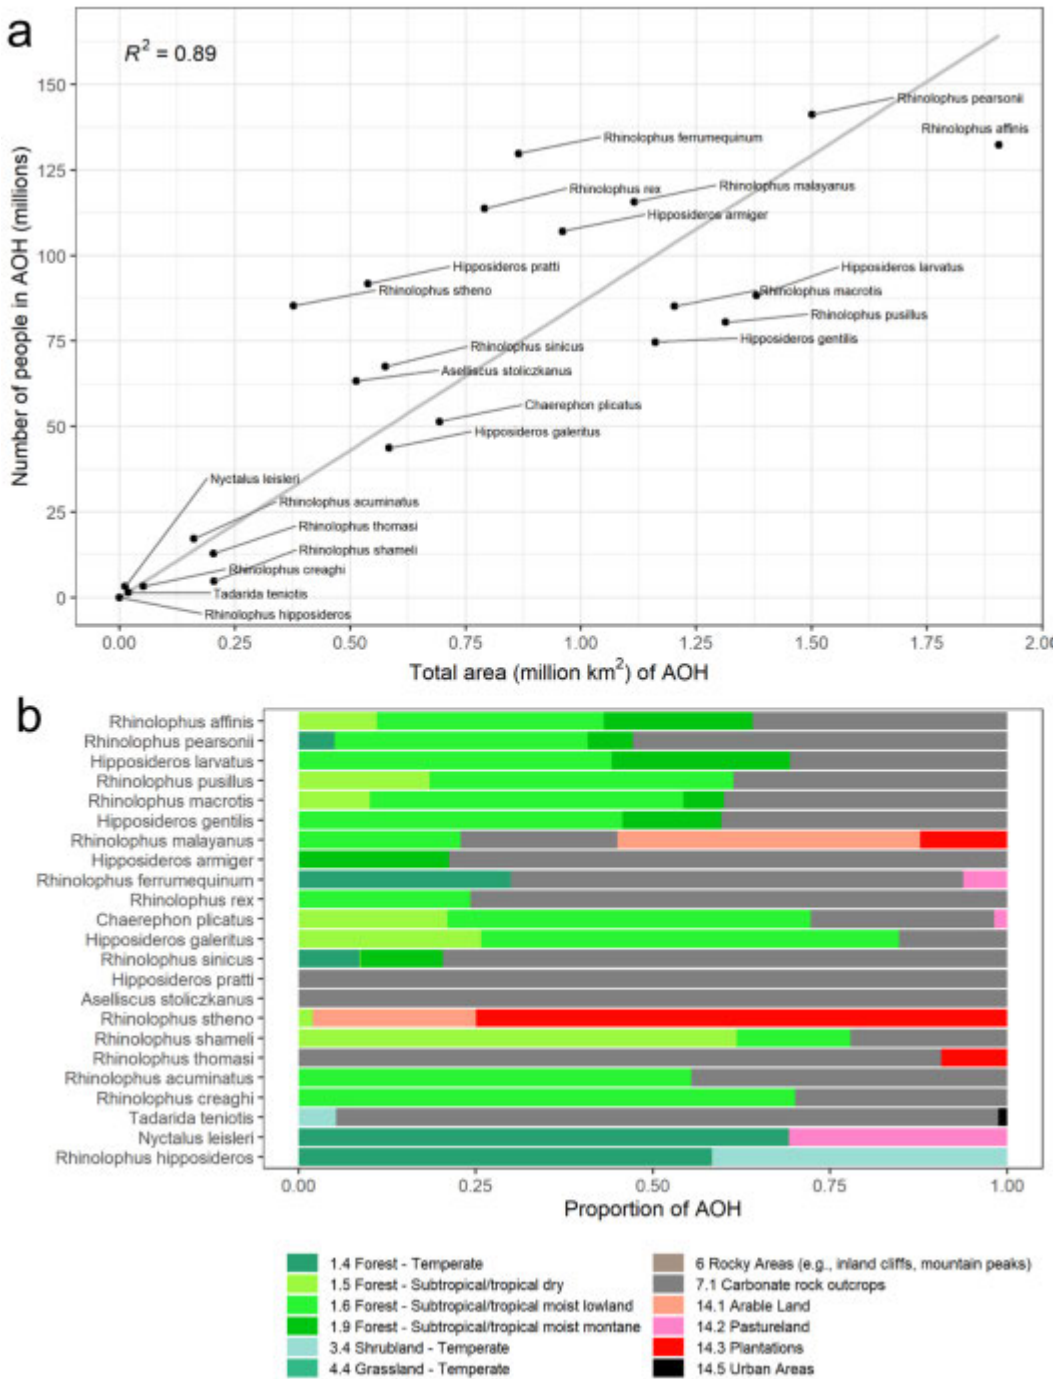 a
R² = 0.89
Number of people in AOH (millions)
150
125
100
75
50
25
0
Rhinolophus pearsonii
Rhinolophus affinis
Rhinolophus ferrumequinum
Rhinolophus malayanus
Rhinolophus rex
Hipposideros armiger
Hipposideros pratti
Hipposideros larvatus
Rhinolophus stheno
Rhinolophus macrotis
Rhinolophus pusillus
Hipposideros gentilis
Rhinolophus sinicus
Aselliscus stoliczkanus
Chaerephon plicatus
Hipposideros galeritus
Nyctalus leisleri
Rhinolophus acuminatus
Rhinolophus thomasi
Rhinolophus shameli
Rhinolophus creaghi
Tadarida teniotis
Rhinolophus hipposideros
0.00 0.25 0.50 0.75 1.00 1.25 1.50 1.75 2.00
Total area (million km²) of AOH
b
Rhinolophus affinis
Rhinolophus pearsonii
Hipposideros larvatus
Rhinolophus pusillus
Rhinolophus macrotis
Hipposideros gentilis
Rhinolophus malayanus
Hipposideros armiger
Rhinolophus ferrumequinum
Rhinolophus rex
Chaerephon plicatus
Hipposideros galeritus
Rhinolophus sinicus
Hipposideros pratti
Aselliscus stoliczkanus
Rhinolophus stheno
Rhinolophus shameli
Rhinolophus thomasi
Rhinolophus acuminatus
Rhinolophus creaghi
Tadarida teniotis
Nyctalus leisleri
Rhinolophus hipposideros
0.00 0.25 0.50 0.75 1.00
Proportion of AOH
1.4 Forest - Temperate
1.5 Forest - Subtropical/tropical dry
1.6 Forest - Subtropical/tropical moist lowland
1.9 Forest - Subtropical/tropical moist montane
3.4 Shrubland - Temperate
4.4 Grassland - Temperate
6 Rocky Areas (e.g., inland cliffs, mountain peaks)
7.1 Carbonate rock outcrops
14.1 Arable Land
14.2 Pastureland
14.3 Plantations
14.5 Urban Areas